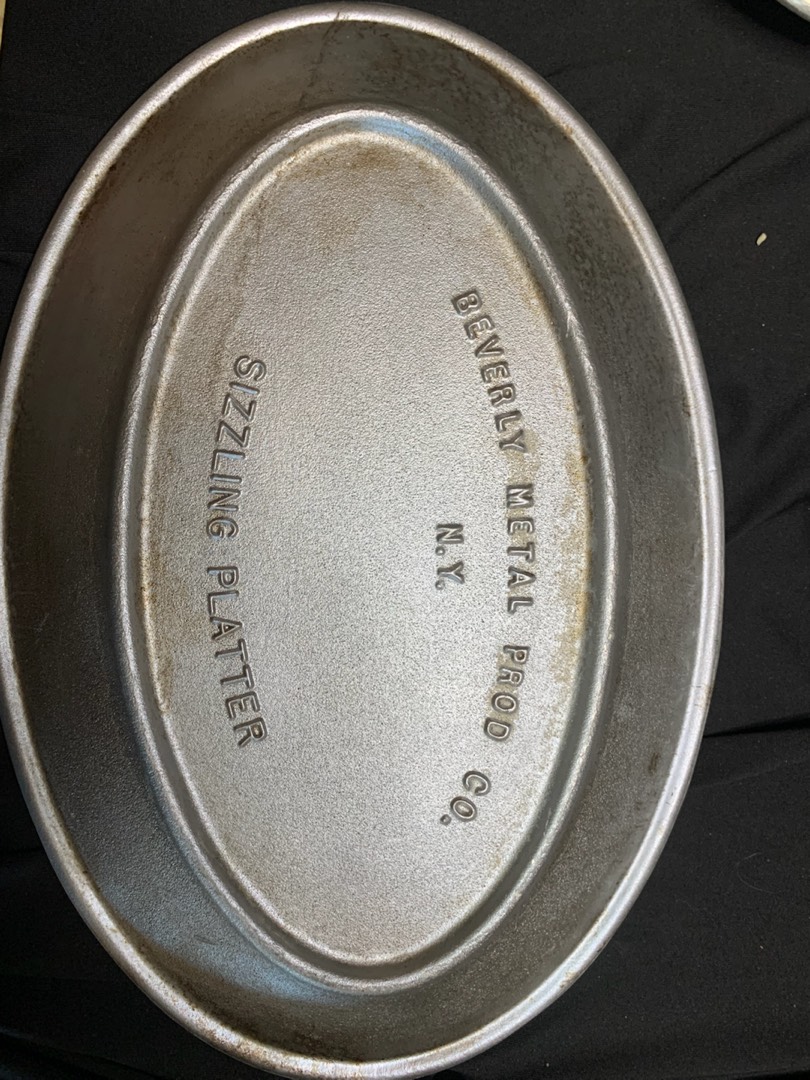 BEVERLY METAL PROD CO.
N.Y.
SIZZLING PLATTER